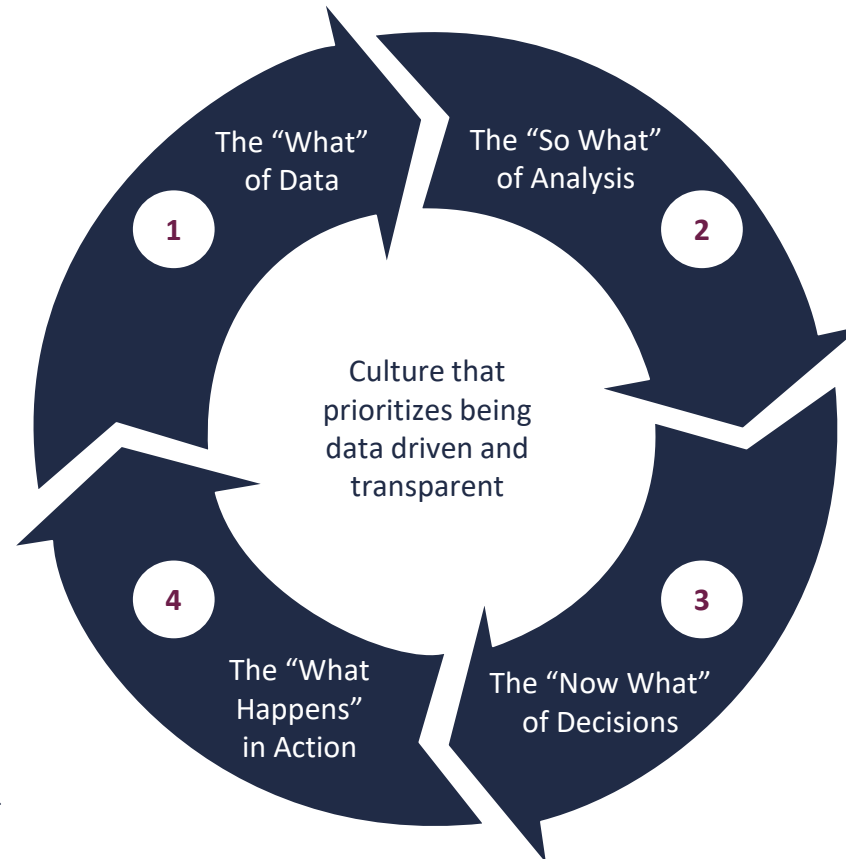 The “What”
of Data
1
The “So What”
of Analysis
2
Culture that
prioritizes being
data driven and
transparent
3
The “Now What”
of Decisions
4
The “What
Happens”
in Action